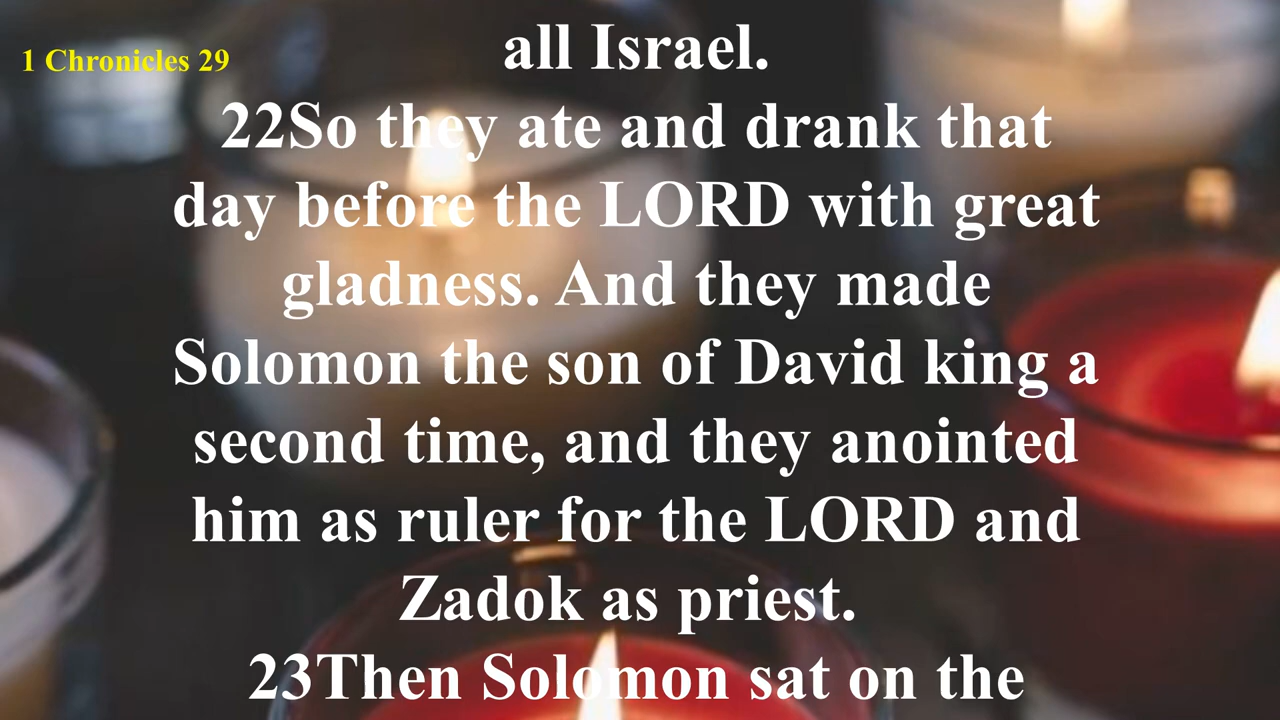 1 Chronicles 29
all Israel.
22So they ate and drank that
day before the LORD with great
gladness. And they made
Solomon the son of David king a
second time, and they anointed
him as ruler for the LORD and
Zadok as priest.
23Then Solomon sat on the